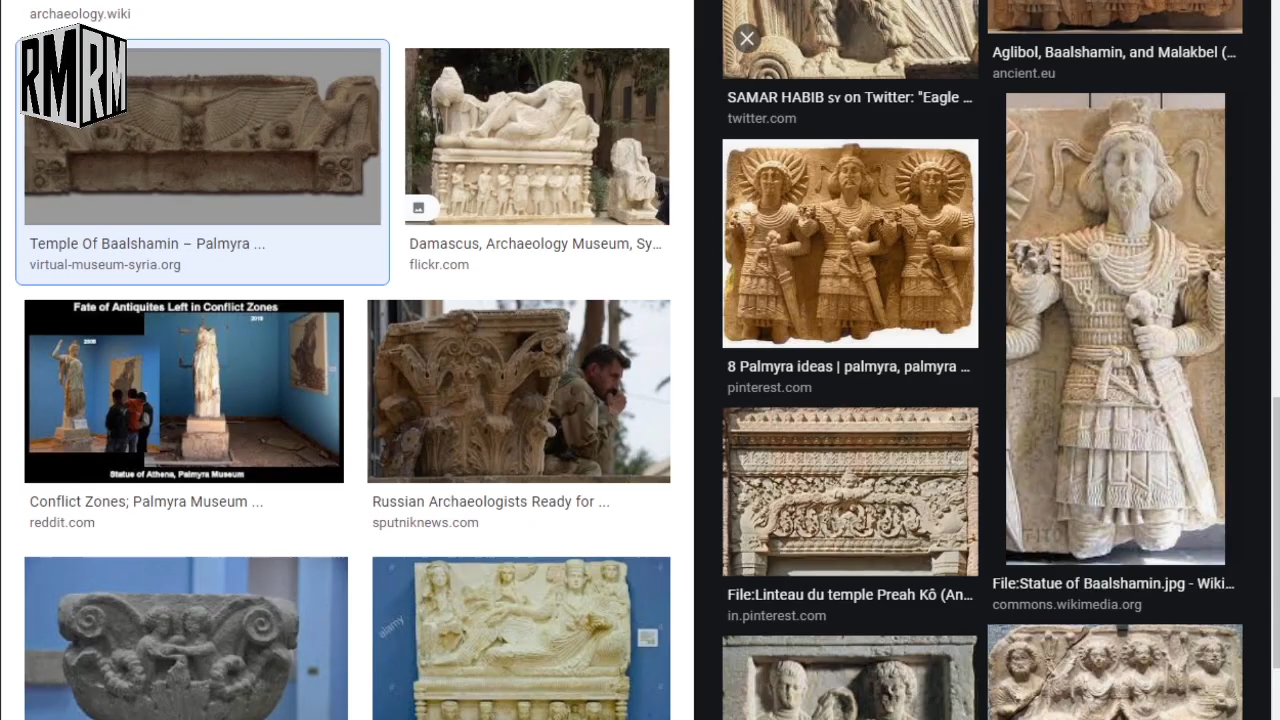 archaeology.wiki
RM RM
Temple Of Baalshamin – Palmyra ...
virtual-museum-syria.org
Damascus, Archaeology Museum, Sy...
flickr.com
Fate of Antiquites Left in Conflict Zones
2008
2019
Statue of Athena, Palmyra Museum
Conflict Zones; Palmyra Museum ...
reddit.com
Russian Archaeologists Ready for ...
sputniknews.com
alamy
SAMAR HABIB SY on Twitter: "Eagle ...
twitter.com
8 Palmyra ideas | palmyra, palmyra ...
pinterest.com
File:Linteau du temple Preah Kô (An...
in.pinterest.com
Aglibol, Baalshamin, and Malakbel (...
ancient.eu
File:Statue of Baalshamin.jpg - Wiki...
commons.wikimedia.org